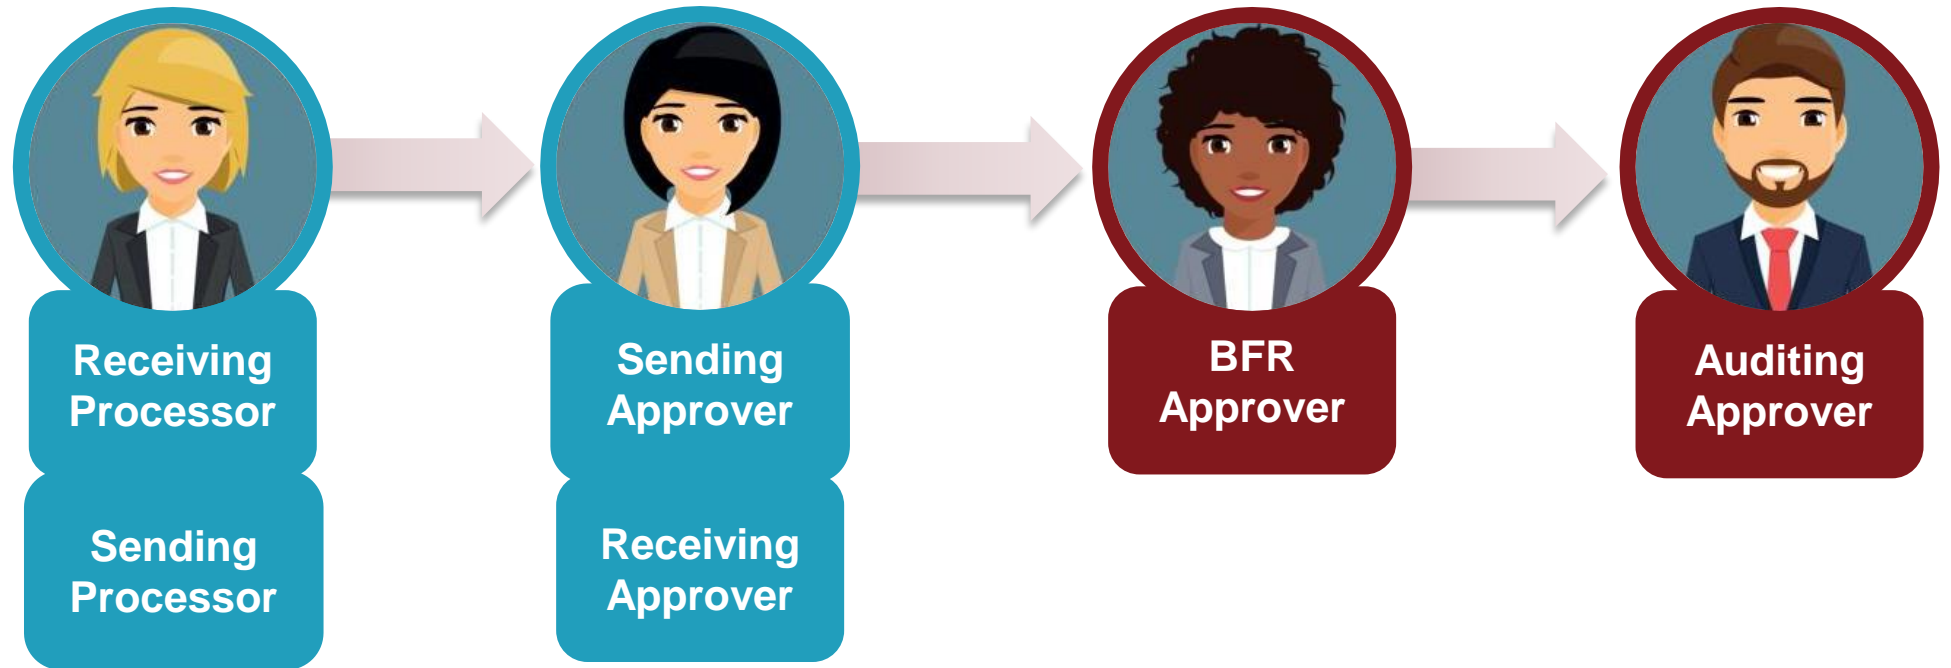 Receiving
Processor
Sending
Processor
Sending
Approver
Receiving
Approver
BFR
Approver
Auditing
Approver